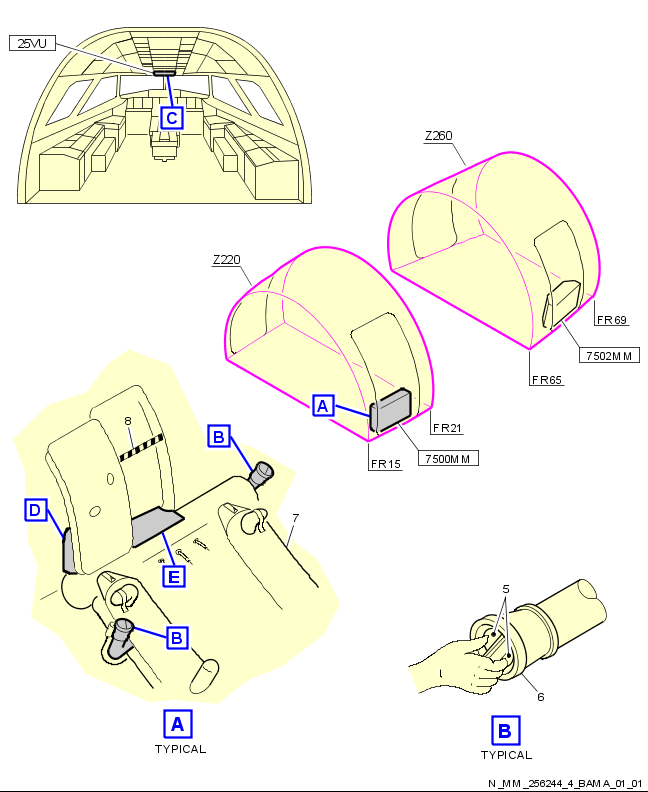 25VU
C
Z260
Z220
FR69
7502MM
FR65
A
FR21
7500MM
FR15
8
B
B
D
7
E
B
5
6
A
TYPICAL
B
TYPICAL
N_MM_256244_4_BAMA_01_01